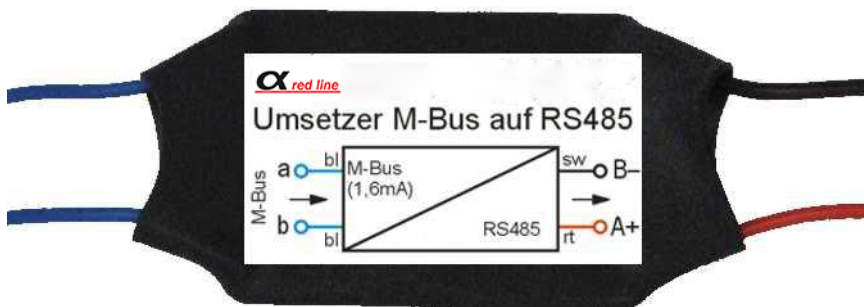 α red line
Umsetzer M-Bus auf RS485
M-Bus
a
bl
M-Bus
(1,6mA)
sw
B–
b
bl
RS485
rt
A+